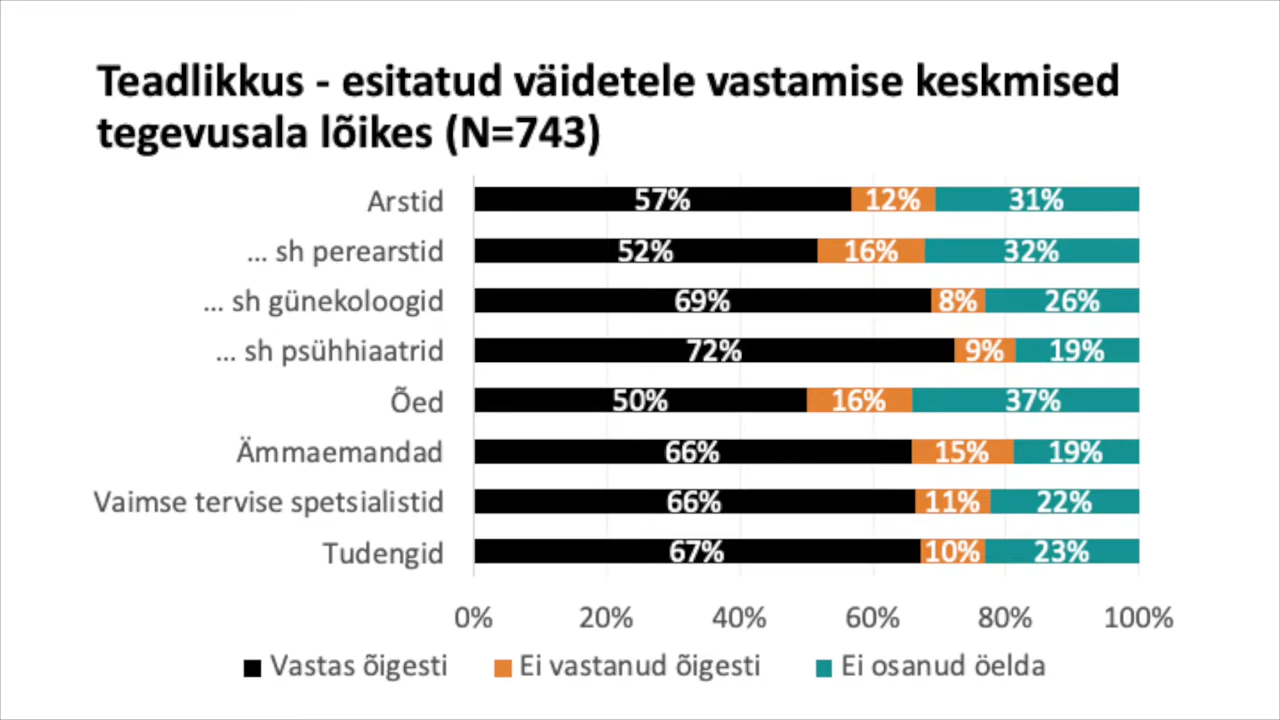 Teadlikkus - esitatud väidetele vastamise keskmised
tegevusala lõikes (N=743)
Arstid 57% 12% 31%
... sh perearstid 52% 16% 32%
... sh günekoloogid 69% 8% 26%
... sh psühhiaatrid 72% 9% 19%
Õed 50% 16% 37%
Ämmaemandad 66% 15% 19%
Vaimse tervise spetsialistid 66% 11% 22%
Tudengid 67% 10% 23%
0% 20% 40% 60% 80% 100%
Vastas õigesti Ei vastanud õigesti Ei osanud öelda